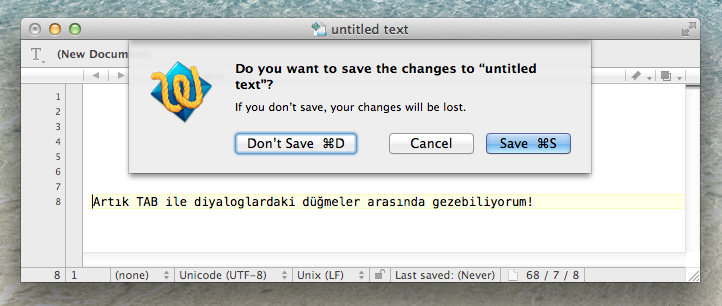 untitled text
(New Document)
Do you want to save the changes to “untitled
text”?
If you don’t save, your changes will be lost.
Don’t Save ⌘D
Cancel
Save ⌘S
1
2
3
4
5
6
7
8
Artık TAB ile diyaloglardaki düğmeler arasında gezebiliyorum!
8 1 (none) Unicode (UTF-8) Unix (LF) Last saved: (Never) 68 / 7 / 8